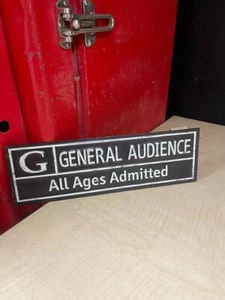 G GENERAL AUDIENCE
All Ages Admitted